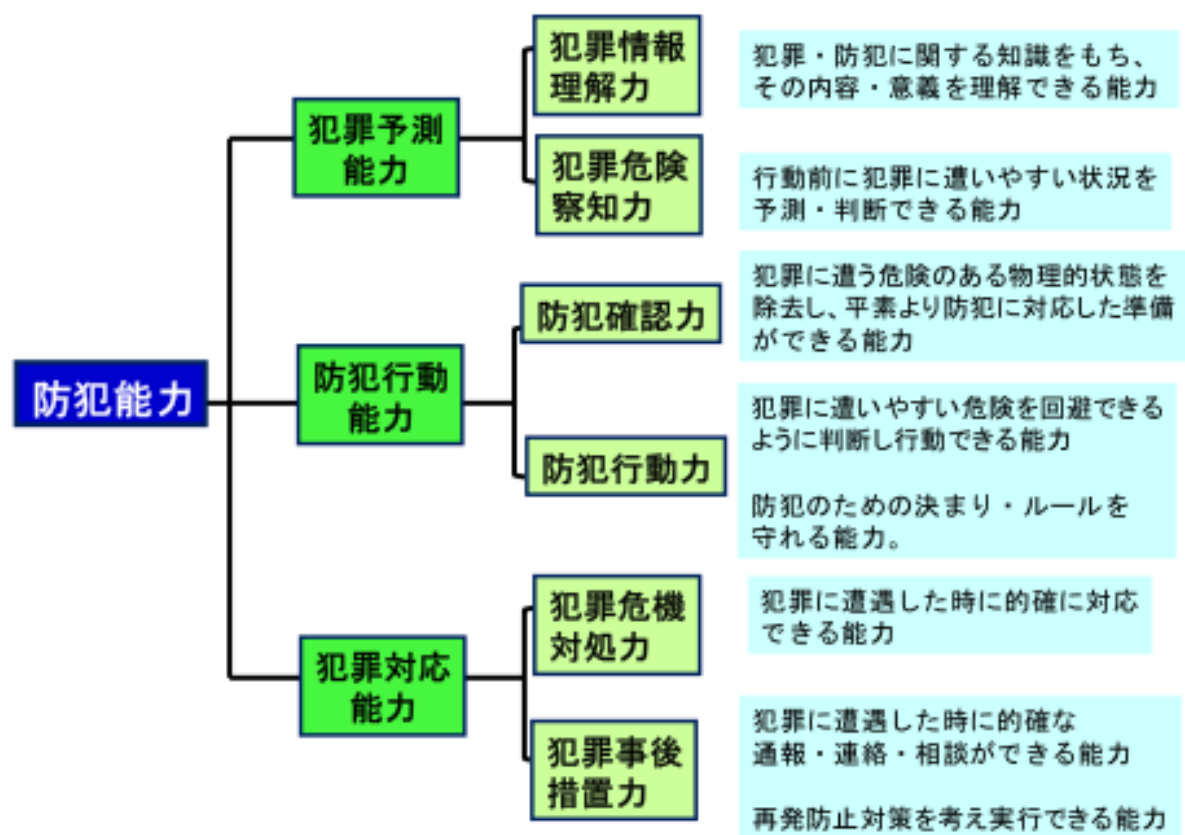 防犯能力
犯罪予測
能力
犯罪情報
理解力
犯罪・防犯に関する知識をもち、
その内容・意義を理解できる能力
犯罪危険
察知力
行動前に犯罪に遭いやすい状況を
予測・判断できる能力
防犯行動
能力
防犯確認力
犯罪に遭う危険のある物理的状態を
除去し、平素より防犯に対応した準備
ができる能力
防犯行動力
犯罪に遭いやすい危険を回避できる
ように判断し行動できる能力
防犯のための決まり・ルールを
守れる能力。
犯罪対応
能力
犯罪危機
対処力
犯罪に遭遇した時に的確に対応
できる能力
犯罪事後
措置力
犯罪に遭遇した時に的確な
通報・連絡・相談ができる能力
再発防止対策を考え実行できる能力